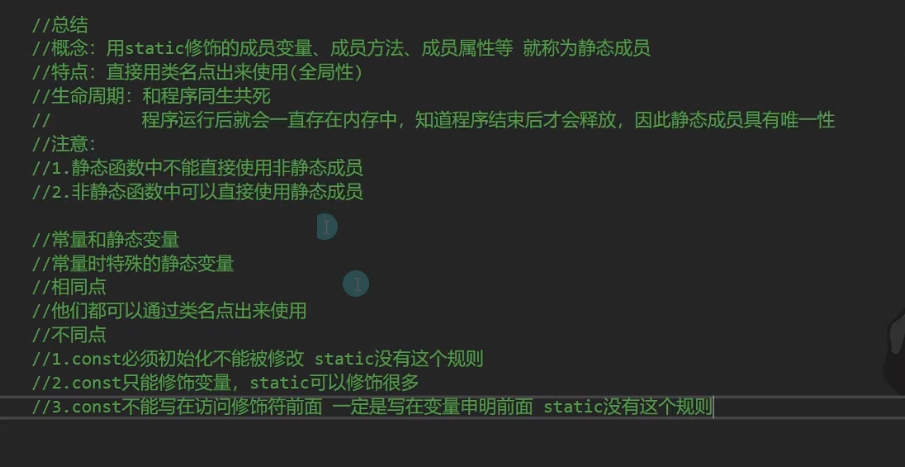 //总结
//概念：用static修饰的成员变量、成员方法、成员属性等 就称为静态成员
//特点：直接用类名点出来使用(全局性)
//生命周期：和程序同生共死
//         程序运行后就会一直存在内存中，知道程序结束后才会释放，因此静态成员具有唯一性
//注意：
//1.静态函数中不能直接使用非静态成员
//2.非静态函数中可以直接使用静态成员
//常量和静态变量
//常量时特殊的静态变量
//相同点
//他们都可以通过类名点出来使用
//不同点
//1.const必须初始化不能被修改 static没有这个规则
//2.const只能修饰变量，static可以修饰很多
//3.const不能写在访问修饰符前面 一定是写在变量申明前面 static没有这个规则